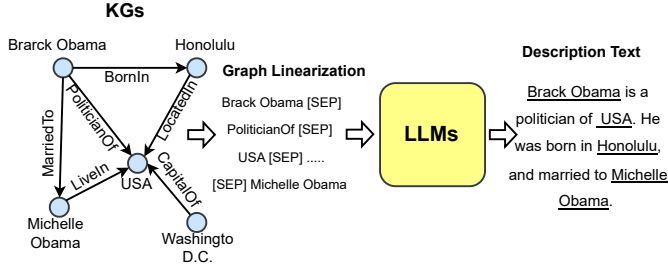 KGs
Brarck Obama
Honolulu
BornIn
MarriedTo
PoliticianOf
LocatedIn
LiveIn
USA
CapitalOf
Michelle
Obama
Washingto
D.C.
Graph Linearization
Brack Obama [SEP]
PoliticianOf [SEP]
USA [SEP] .....
[SEP] Michelle Obama
LLMs
Description Text
Brack Obama is a
politician of USA. He
was born in Honolulu,
and married to Michelle
Obama.